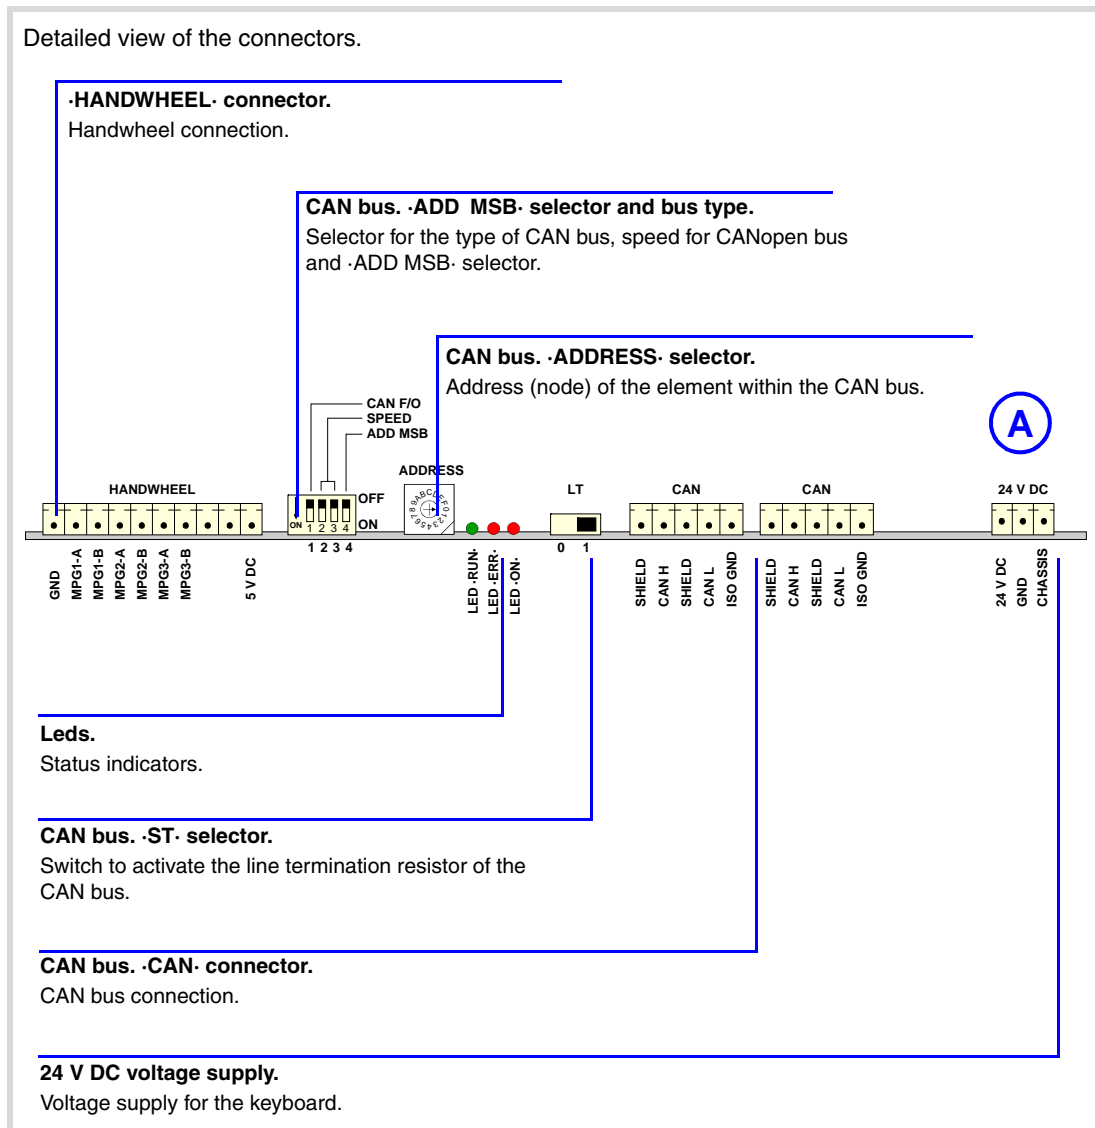 Detailed view of the connectors.
·HANDWHEEL· connector.
Handwheel connection.
CAN bus. ·ADD MSB· selector and bus type.
Selector for the type of CAN bus, speed for CANopen bus
and ·ADD MSB· selector.
CAN bus. ·ADDRESS· selector.
Address (node) of the element within the CAN bus.
CAN F/O
SPEED
ADD MSB
A
HANDWHEEL
ADDRESS
LT
CAN
CAN
24 V DC
OFF
ON
ON
1 2 3 4
0123456789ABCDEF
1 2 3 4
0 1
GND
MPG1-A
MPG1-B
MPG2-A
MPG2-B
MPG3-A
MPG3-B
5 V DC
LED ·RUN·
LED ·ERR·
LED ·ON·
SHIELD
CAN H
SHIELD
CAN L
ISO GND
SHIELD
CAN H
SHIELD
CAN L
ISO GND
24 V DC
GND
CHASSIS
Leds.
Status indicators.
CAN bus. ·ST· selector.
Switch to activate the line termination resistor of the
CAN bus.
CAN bus. ·CAN· connector.
CAN bus connection.
24 V DC voltage supply.
Voltage supply for the keyboard.